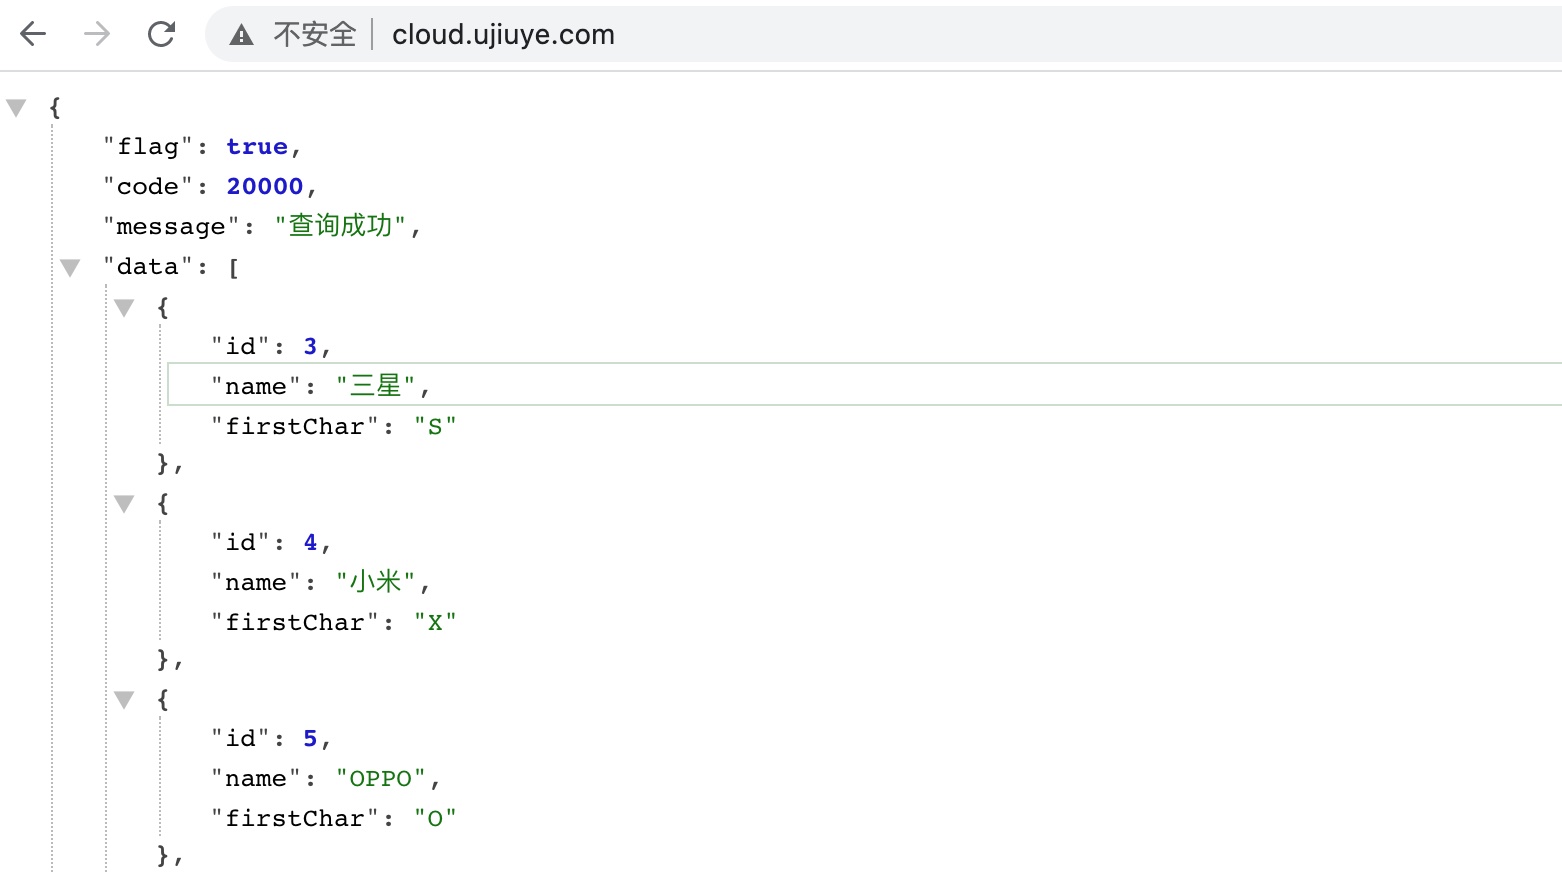 不安全 | cloud.ujiuye.com
{
"flag": true,
"code": 20000,
"message": "查询成功",
"data": [
{
"id": 3,
"name": "三星",
"firstChar": "S"
},
{
"id": 4,
"name": "小米",
"firstChar": "X"
},
{
"id": 5,
"name": "OPPO",
"firstChar": "O"
},